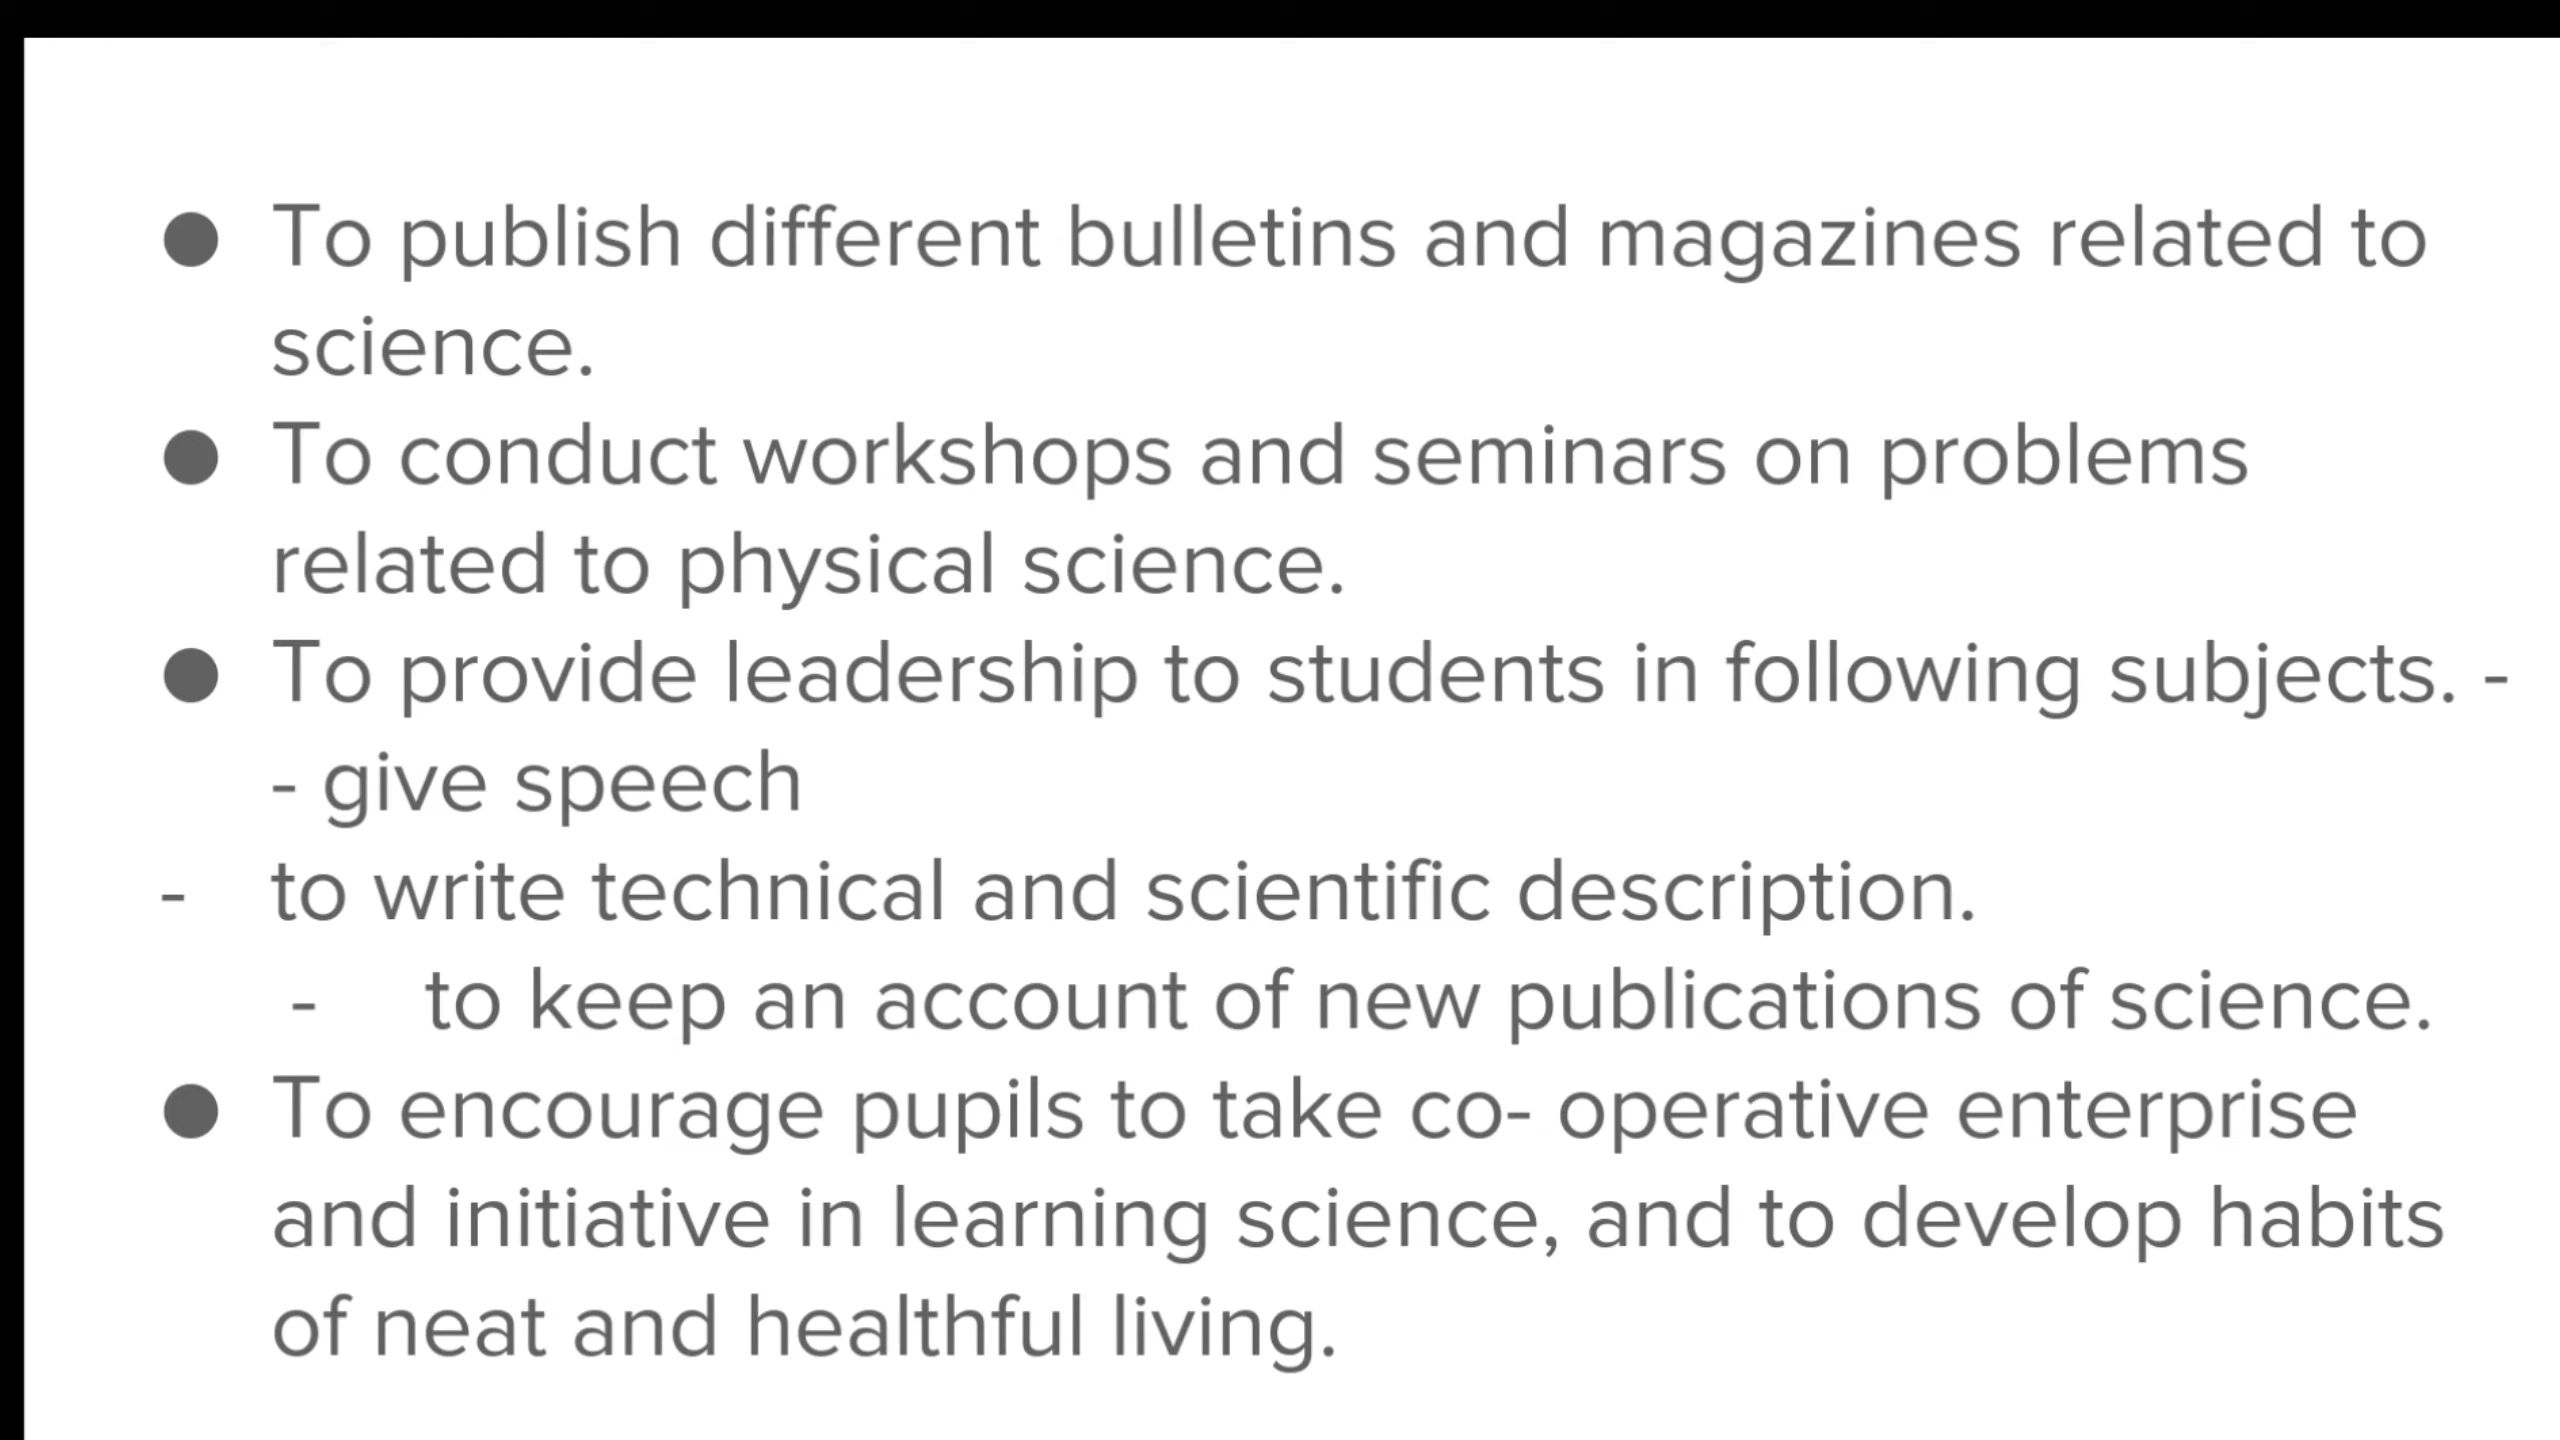 ● To publish different bulletins and magazines related to
science.
● To conduct workshops and seminars on problems
related to physical science.
● To provide leadership to students in following subjects. -
- give speech
- to write technical and scientific description.
- to keep an account of new publications of science.
● To encourage pupils to take co- operative enterprise
and initiative in learning science, and to develop habits
of neat and healthful living.